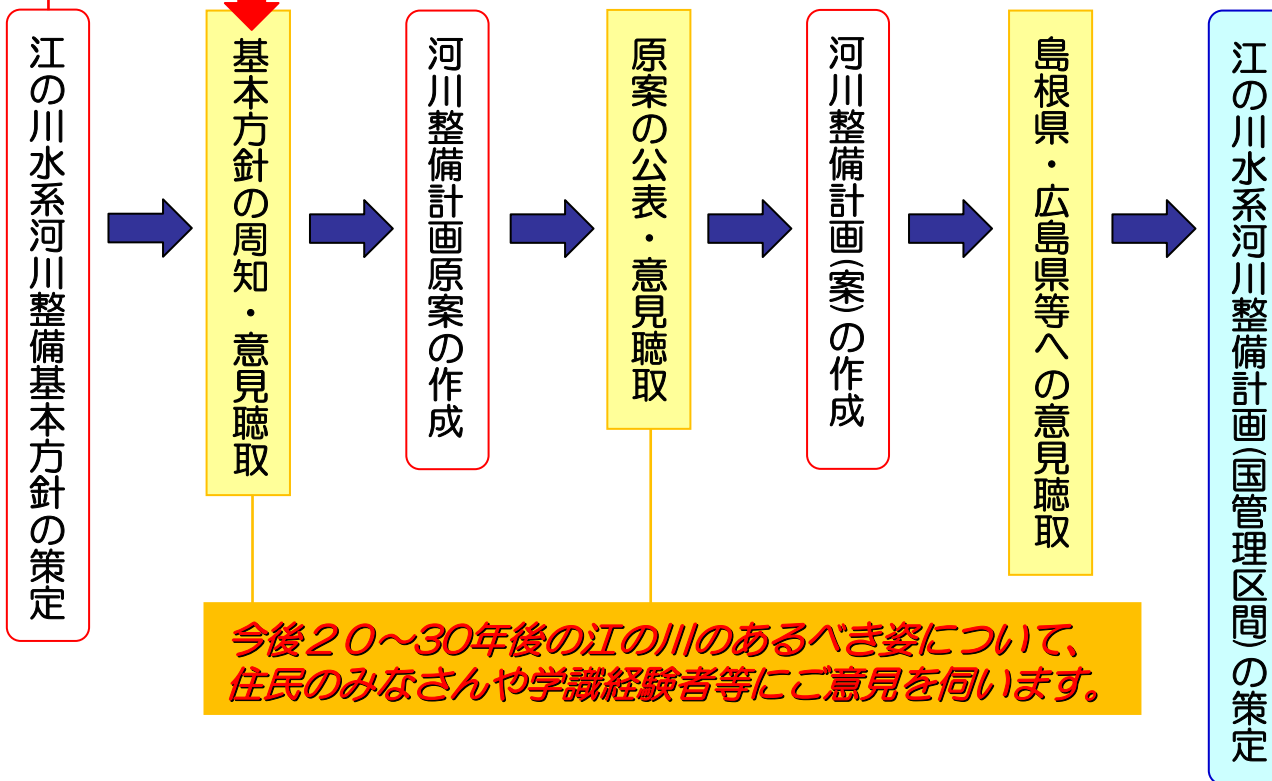 江の川水系河川整備基本方針の策定
基本方針の周知・意見聴取
河川整備計画原案の作成
原案の公表・意見聴取
河川整備計画(案)の作成
島根県・広島県等への意見聴取
江の川水系河川整備計画(国管理区間)の策定
今後20～30年後の江の川のあるべき姿について、
住民のみなさんや学識経験者等にご意見を伺います。